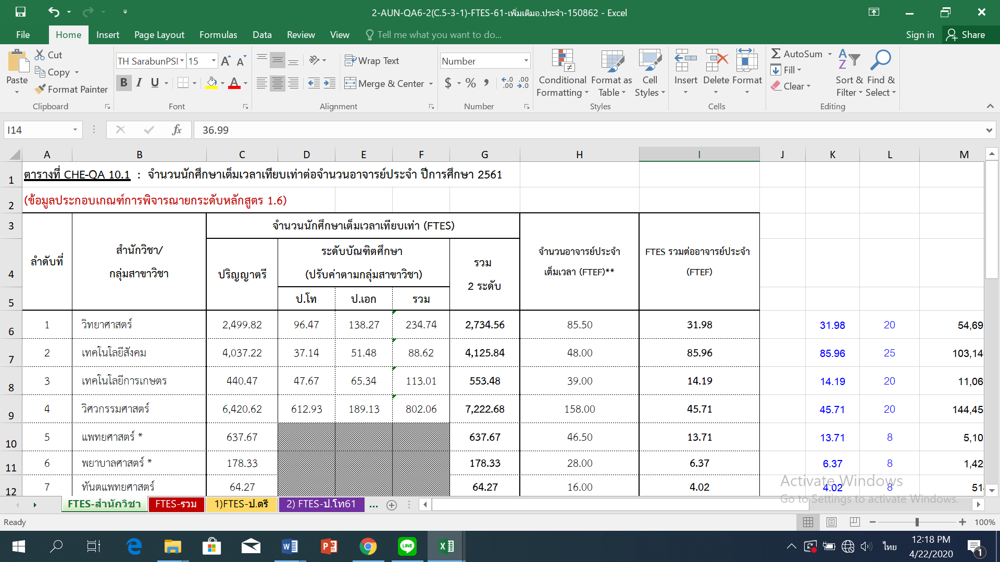 2-AUN-QA6-2(C.5-3-1)-FTES-61-เพิ่มเติมอ.ประจำ-150862 - Excel
File Home Insert Page Layout Formulas Data Review View Tell me what you want to do... Sign in Share
Paste Cut Copy Format Painter Clipboard
TH SarabunPSI 15 B I U A Font
Wrap Text Merge & Center Alignment
Number $ % Number
Conditional Formatting Format as Table Cell Styles Styles
Insert Delete Format Cells
AutoSum Fill Clear Sort & Filter Find & Select Editing
I14 fx 36.99
A B C D E F G H I J K L M
1 ตารางที่ CHE-QA 10.1 : จำนวนนักศึกษาเต็มเวลาเทียบเท่าต่อจำนวนอาจารย์ประจำ ปีการศึกษา 2561
2 (ข้อมูลประกอบเกณฑ์การพิจารณายกระดับหลักสูตร 1.6)
3 จำนวนนักศึกษาเต็มเวลาเทียบเท่า (FTES)
4 ลำดับที่ สำนักวิชา/ กลุ่มสาขาวิชา ปริญญาตรี ระดับบัณฑิตศึกษา (ปรับค่าตามกลุ่มสาขาวิชา) รวม 2 ระดับ จำนวนอาจารย์ประจำ เต็มเวลา (FTEF)** FTES รวมต่ออาจารย์ประจำ (FTEF)
5 ป.โท ป.เอก รวม
6 1 วิทยาศาสตร์ 2,499.82 96.47 138.27 234.74 2,734.56 85.50 31.98 31.98 20 54,69
7 2 เทคโนโลยีสังคม 4,037.22 37.14 51.48 88.62 4,125.84 48.00 85.96 85.96 25 103,14
8 3 เทคโนโลยีการเกษตร 440.47 47.67 65.34 113.01 553.48 39.00 14.19 14.19 20 11,06
9 4 วิศวกรรมศาสตร์ 6,420.62 612.93 189.13 802.06 7,222.68 158.00 45.71 45.71 20 144,45
10 5 แพทยศาสตร์ * 637.67 637.67 46.50 13.71 13.71 8 5,10
11 6 พยาบาลศาสตร์ * 178.33 178.33 28.00 6.37 6.37 8 1,42
12 7 ทันตแพทยศาสตร์ 64.27 64.27 16.00 4.02 4.02 8 51
Activate Windows
Go to Settings to activate Windows.
FTES-สำนักวิชา FTES-รวม 1)FTES-ป.ตรี 2) FTES-ป.โท61 ...
Ready 100%
LINE ไทย 12:18 PM
4/22/2020 1